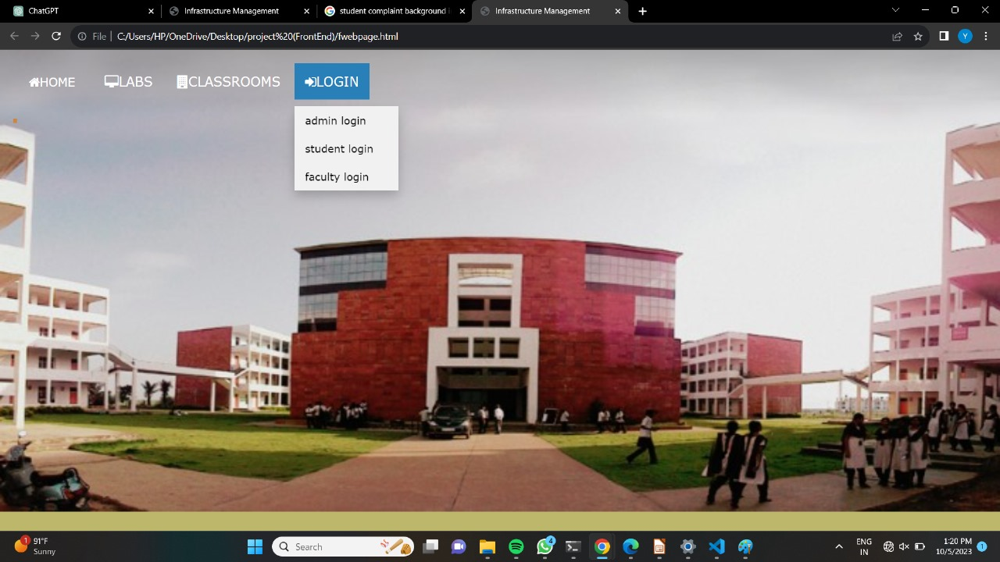 ChatGPT
Infrastructure Management
student complaint background i
Infrastructure Management
File
C:/Users/HP/OneDrive/Desktop/project%20(FrontEnd)/fwebpage.html
Y
HOME
LABS
CLASSROOMS
LOGIN
admin login
student login
faculty login
1
91°F
Sunny
Search
4
ENG
IN
1:20 PM
10/5/2023
1